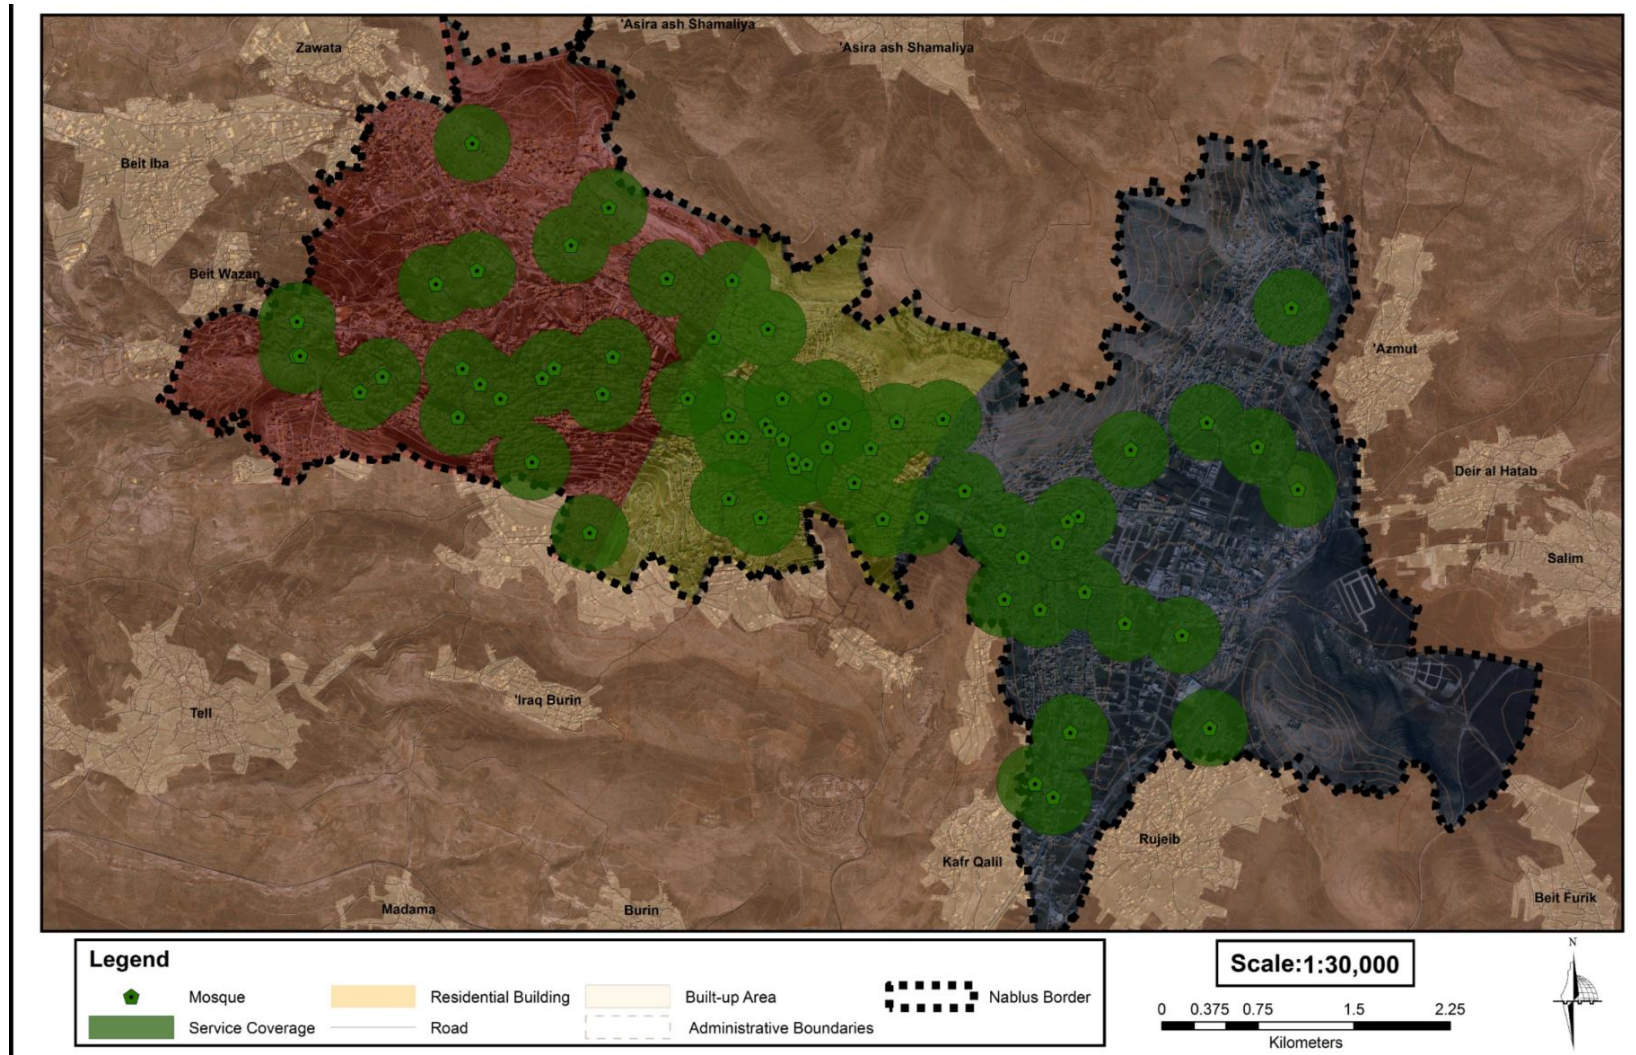 'Asira ash Shamaliya
Zawata
'Asira ash Shamaliya
Beit Iba
Beit Wazan
'Azmut
Deir al Hatab
Salim
'Iraq Burin
Tell
Rujeib
Kafr Qalil
Beit Furik
Madama
Burin
Legend
Mosque
Residential Building
Built-up Area
Nablus Border
Service Coverage
Road
Administrative Boundaries
Scale:1:30,000
N
0 0.375 0.75 1.5 2.25
Kilometers